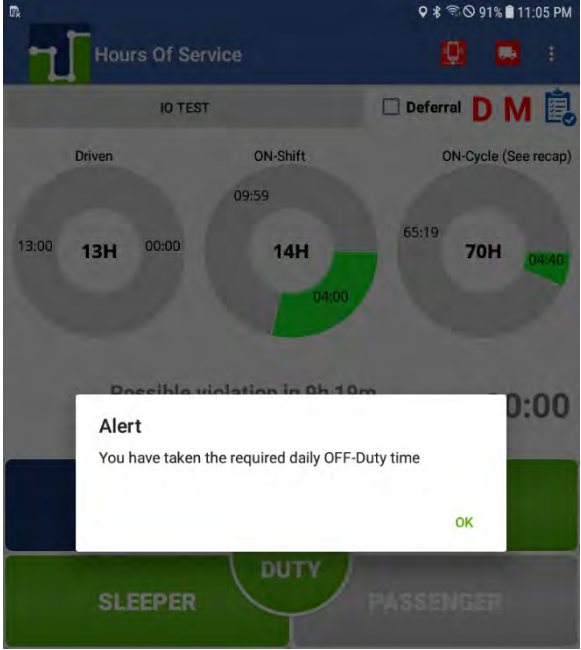 91% 11:05 PM
Hours Of Service
IO TEST
Deferral D M
Driven
ON-Shift
ON-Cycle (See recap)
13:00 13H 00:00
09:59
14H
04:00
65:19
70H
04:40
Possible violation in 9h 19m
0:00
Alert
You have taken the required daily OFF-Duty time
OK
DUTY
SLEEPER
PASSENGER